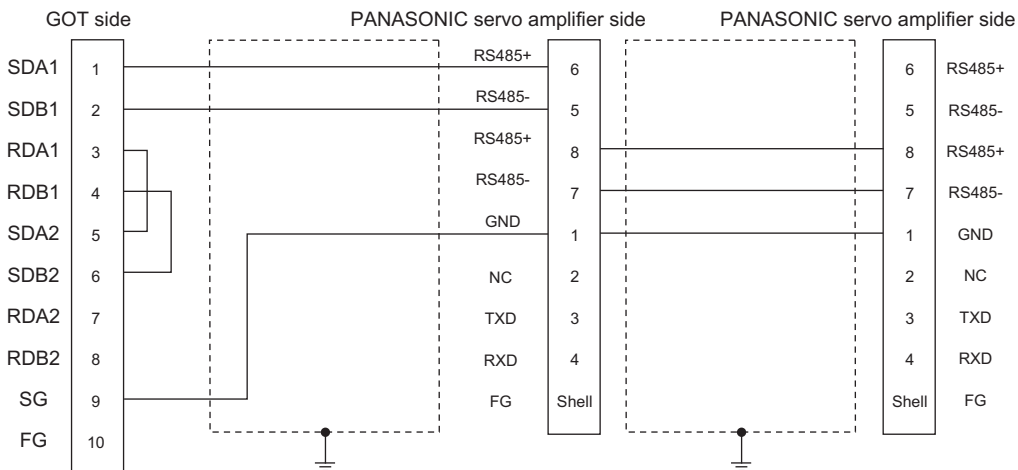 GOT side PANASONIC servo amplifier side PANASONIC servo amplifier side
SDA1 1 RS485+ 6 6 RS485+
SDB1 2 RS485- 5 5 RS485-
RDA1 3 RS485+ 8 8 RS485+
RDB1 4 RS485- 7 7 RS485-
SDA2 5 GND 1 1 GND
SDB2 6 NC 2 2 NC
RDA2 7 TXD 3 3 TXD
RDB2 8 RXD 4 4 RXD
SG 9 FG Shell Shell FG
FG 10